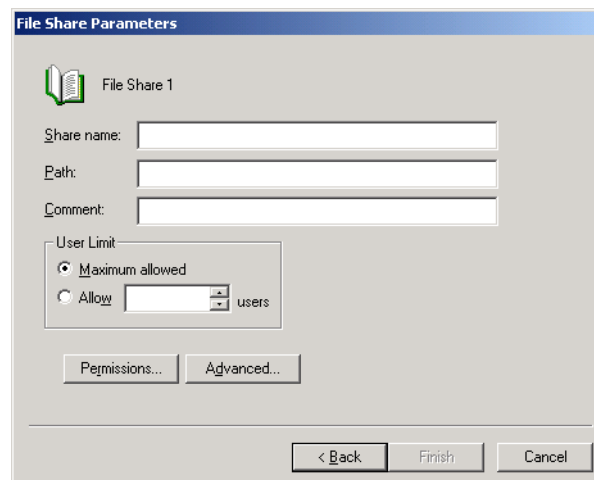 File Share Parameters
File Share 1
Share name:
Path:
Comment:
User Limit
Maximum allowed
Allow users
Permissions... Advanced...
< Back Finish Cancel